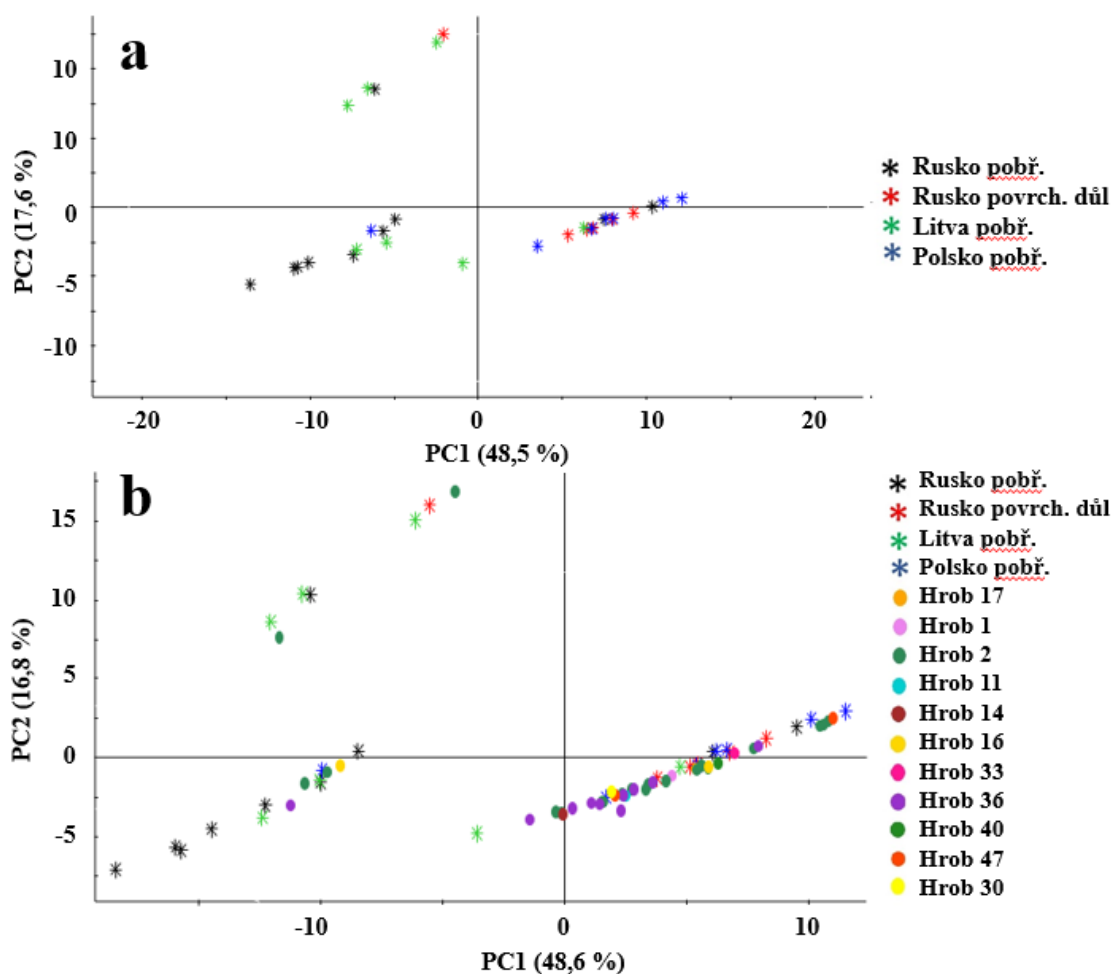 a
10
10
0
-5
-10
PC2 (17,6 %)
-20
-10
0
10
20
PC1 (48,5 %)
Rusko pobř.
Rusko povrch. důl
Litva pobř.
Polsko pobř.
b
15
10
5
0
-5
PC2 (16,8 %)
-10
0
10
PC1 (48,6 %)
Rusko pobř.
Rusko povrch. důl
Litva pobř.
Polsko pobř.
Hrob 17
Hrob 1
Hrob 2
Hrob 11
Hrob 14
Hrob 16
Hrob 33
Hrob 36
Hrob 40
Hrob 47
Hrob 30